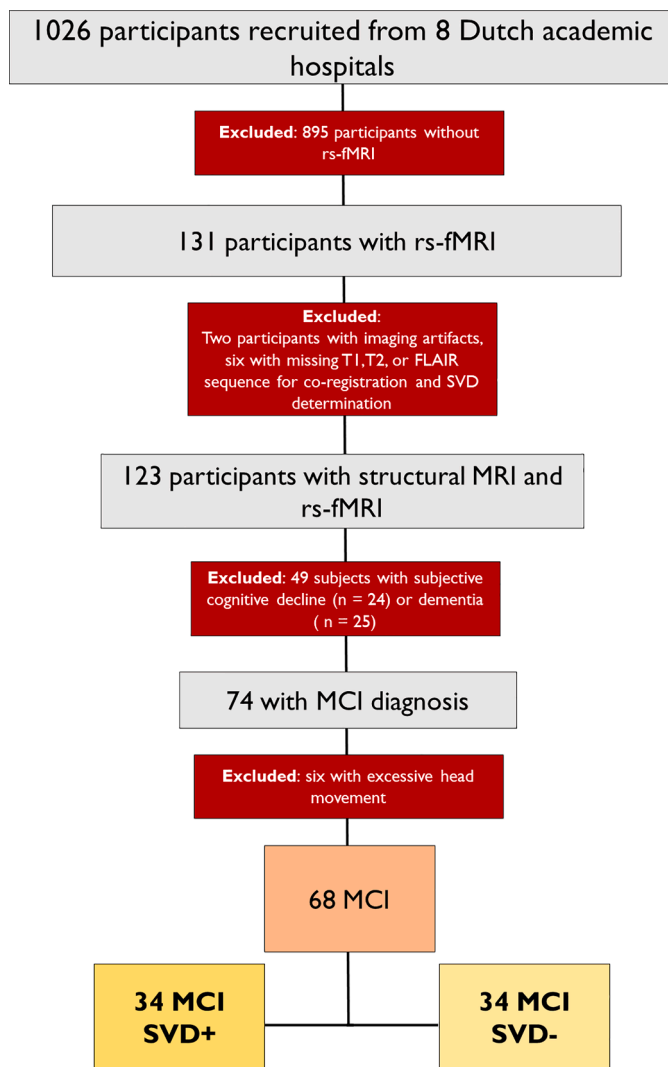 1026 participants recruited from 8 Dutch academic
hospitals
Excluded: 895 participants without
rs-fMRI
131 participants with rs-fMRI
Excluded:
Two participants with imaging artifacts,
six with missing T1,T2, or FLAIR
sequence for co-registration and SVD
determination
123 participants with structural MRI and
rs-fMRI
Excluded: 49 subjects with subjective
cognitive decline (n = 24) or dementia
( n = 25)
74 with MCI diagnosis
Excluded: six with excessive head
movement
68 MCI
34 MCI
SVD+
34 MCI
SVD-